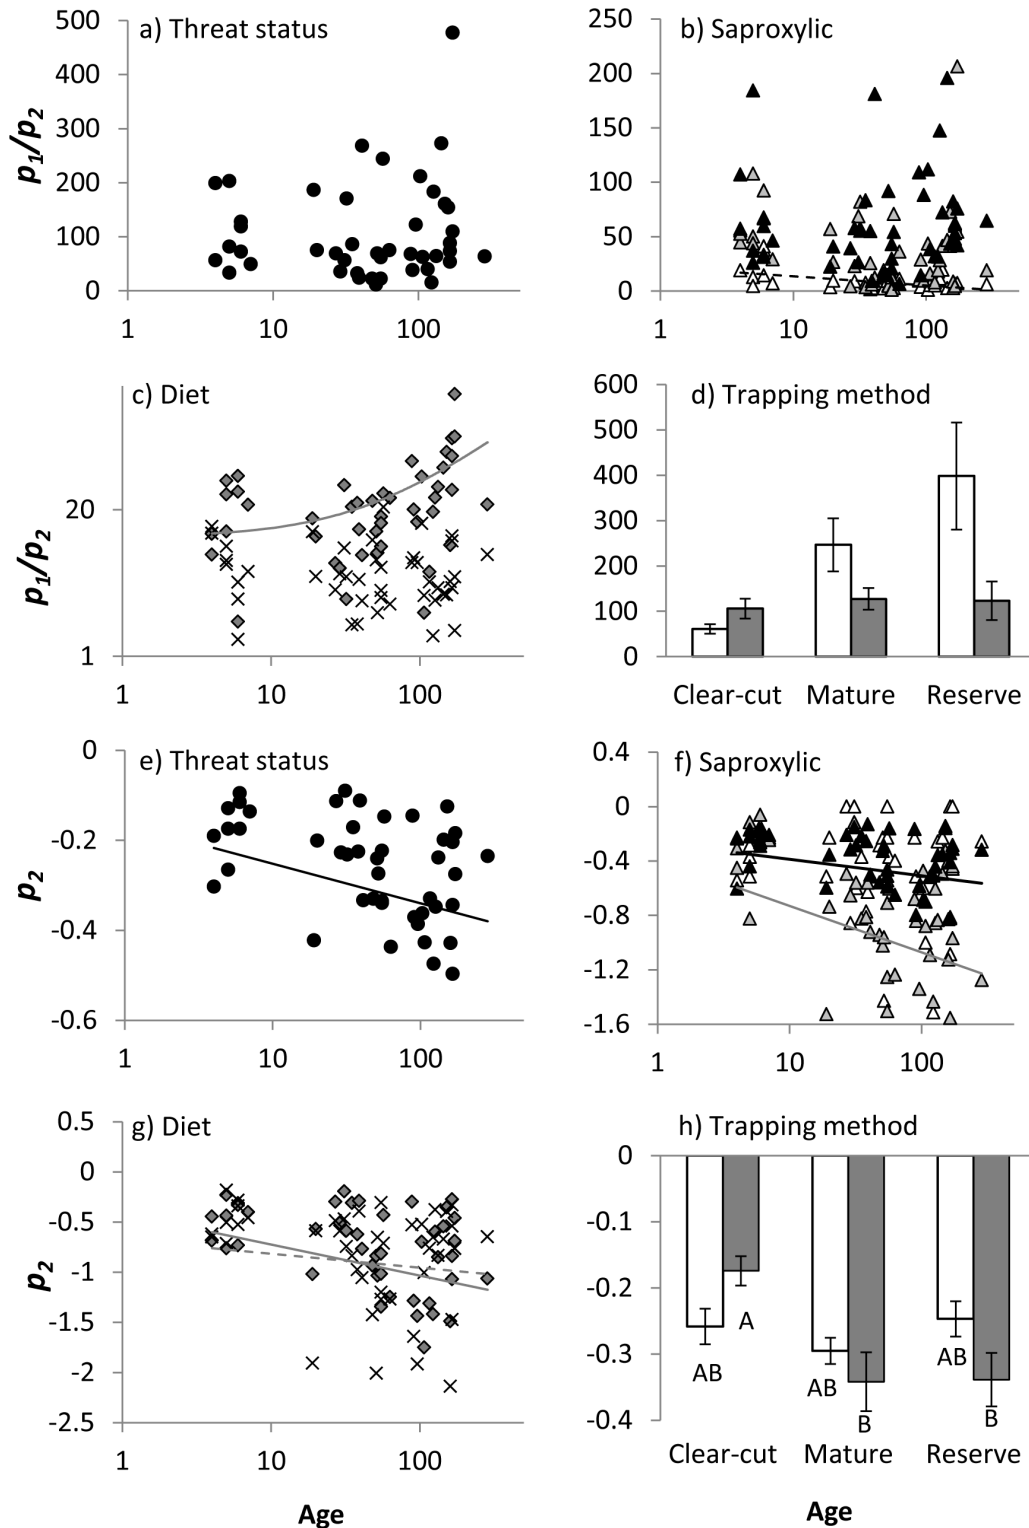 a) Threat status
500
400
300
200
100
0
1
10
100
p1/p2
b) Saproxylic
250
200
150
100
50
0
1
10
100
c) Diet
20
1
1
10
100
p1/p2
d) Trapping method
600
500
400
300
200
100
0
Clear-cut
Mature
Reserve
e) Threat status
0
-0.2
-0.4
-0.6
1
10
100
p2
f) Saproxylic
0.4
0
-0.4
-0.8
-1.2
-1.6
1
10
100
g) Diet
0.5
0
-0.5
-1
-1.5
-2
-2.5
1
10
100
p2
Age
h) Trapping method
0
-0.1
-0.2
-0.3
-0.4
AB
A
AB
B
AB
B
Clear-cut
Mature
Reserve
Age